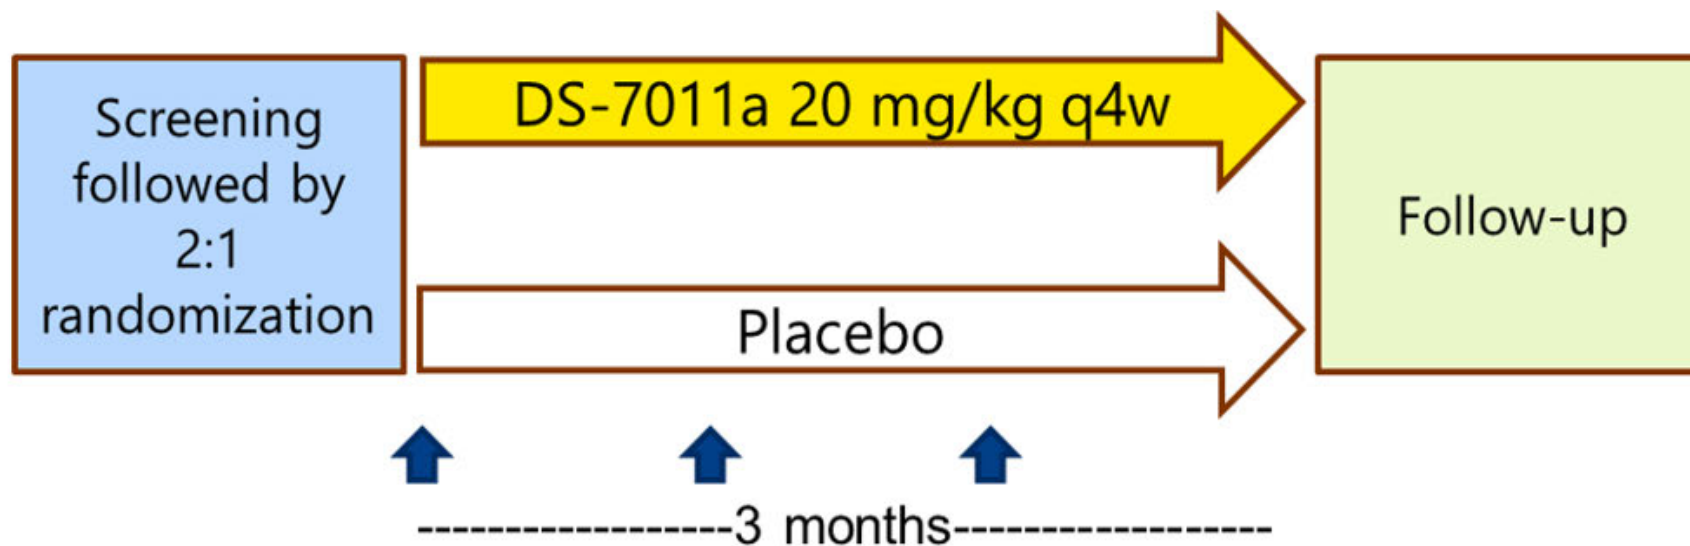 Screening
followed by
2:1
randomization
DS-7011a 20 mg/kg q4w
Placebo
Follow-up
------------------3 months------------------